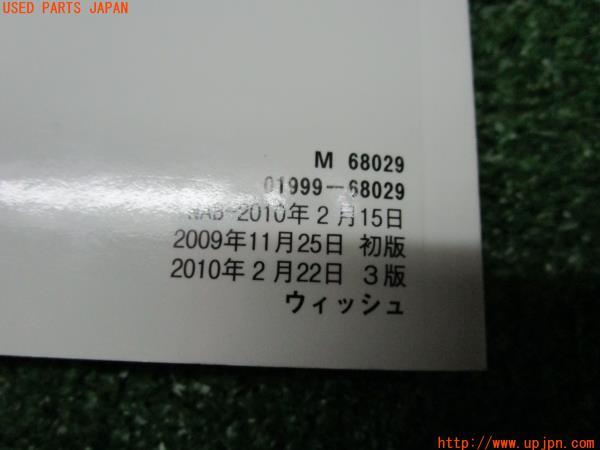 USED PARTS JAPAN
M 68029
01999-68029
WAB-2010年2月15日
2009年11月25日 初版
2010年2月22日 3版
ウィッシュ
http://www.upjpn.com